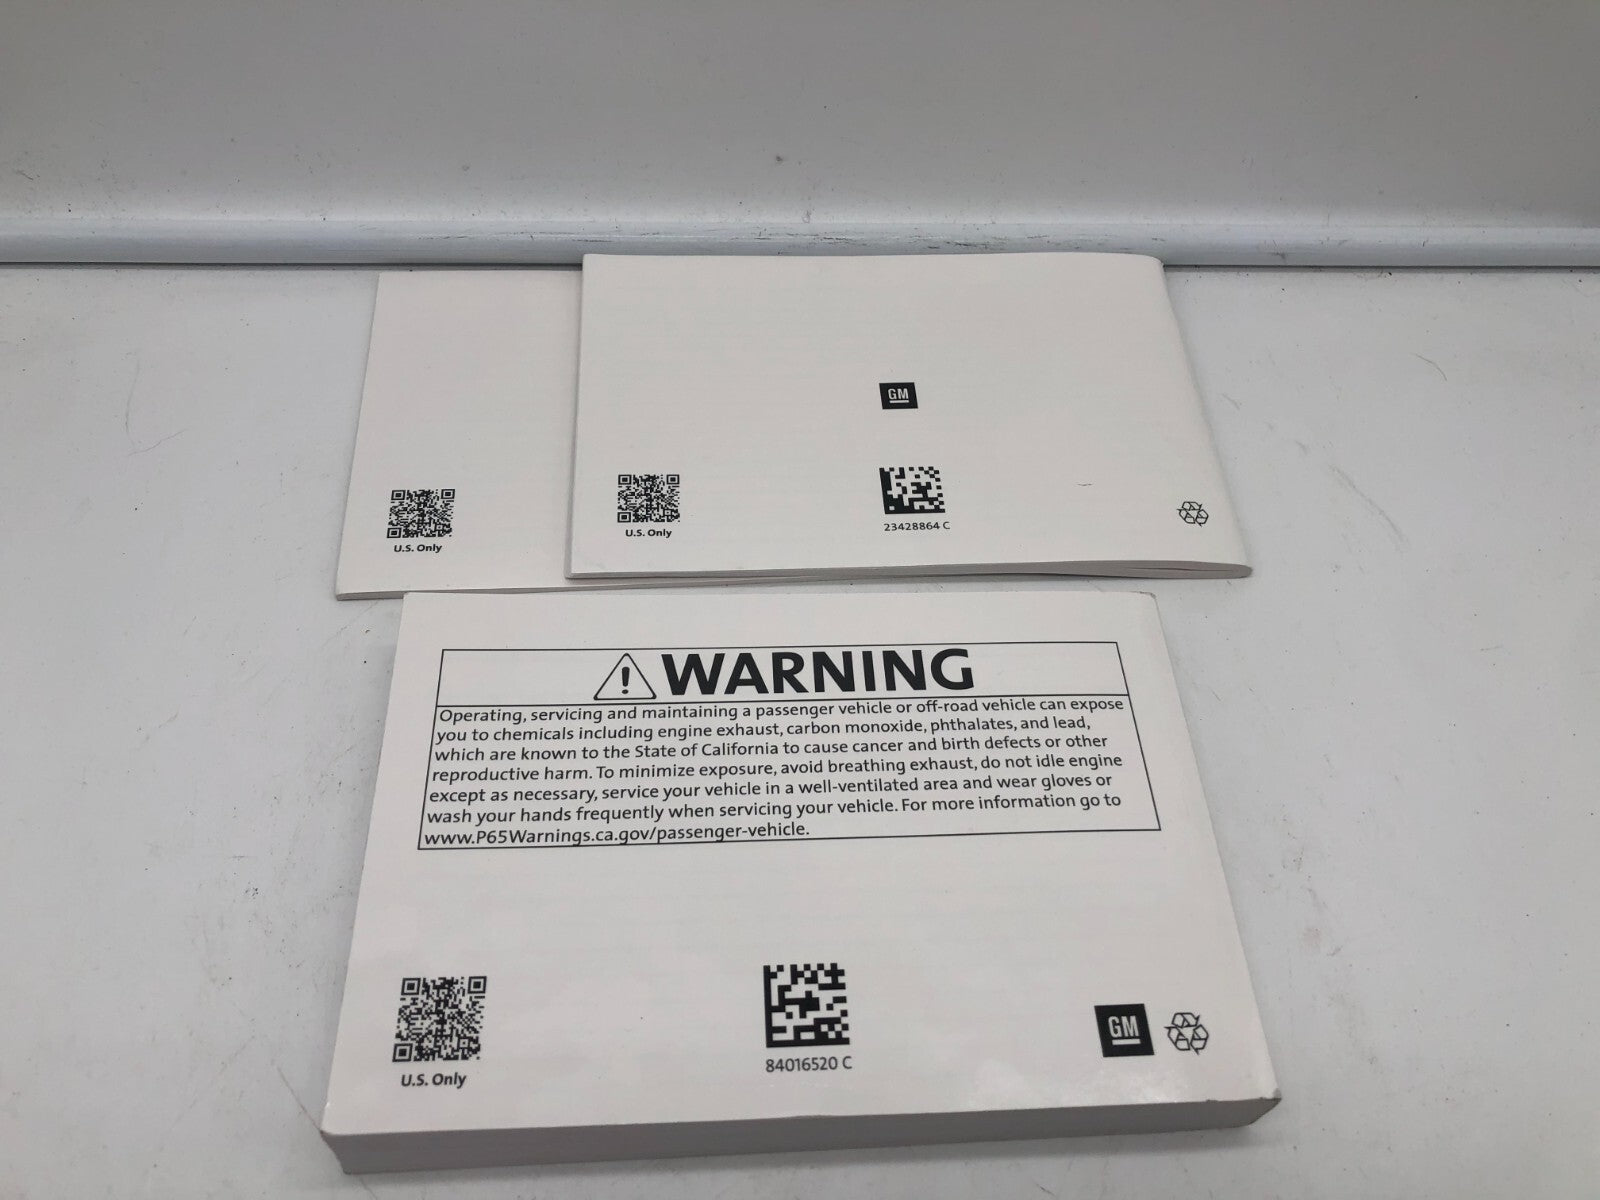 GM
U.S. Only
U.S. Only
23428864 C
WARNING
Operating, servicing and maintaining a passenger vehicle or off-road vehicle can expose
you to chemicals including engine exhaust, carbon monoxide, phthalates, and lead,
which are known to the State of California to cause cancer and birth defects or other
reproductive harm. To minimize exposure, avoid breathing exhaust, do not idle engine
except as necessary, service your vehicle in a well-ventilated area and wear gloves or
wash your hands frequently when servicing your vehicle. For more information go to
www.P65Warnings.ca.gov/passenger-vehicle.
U.S. Only
84016520 C
GM